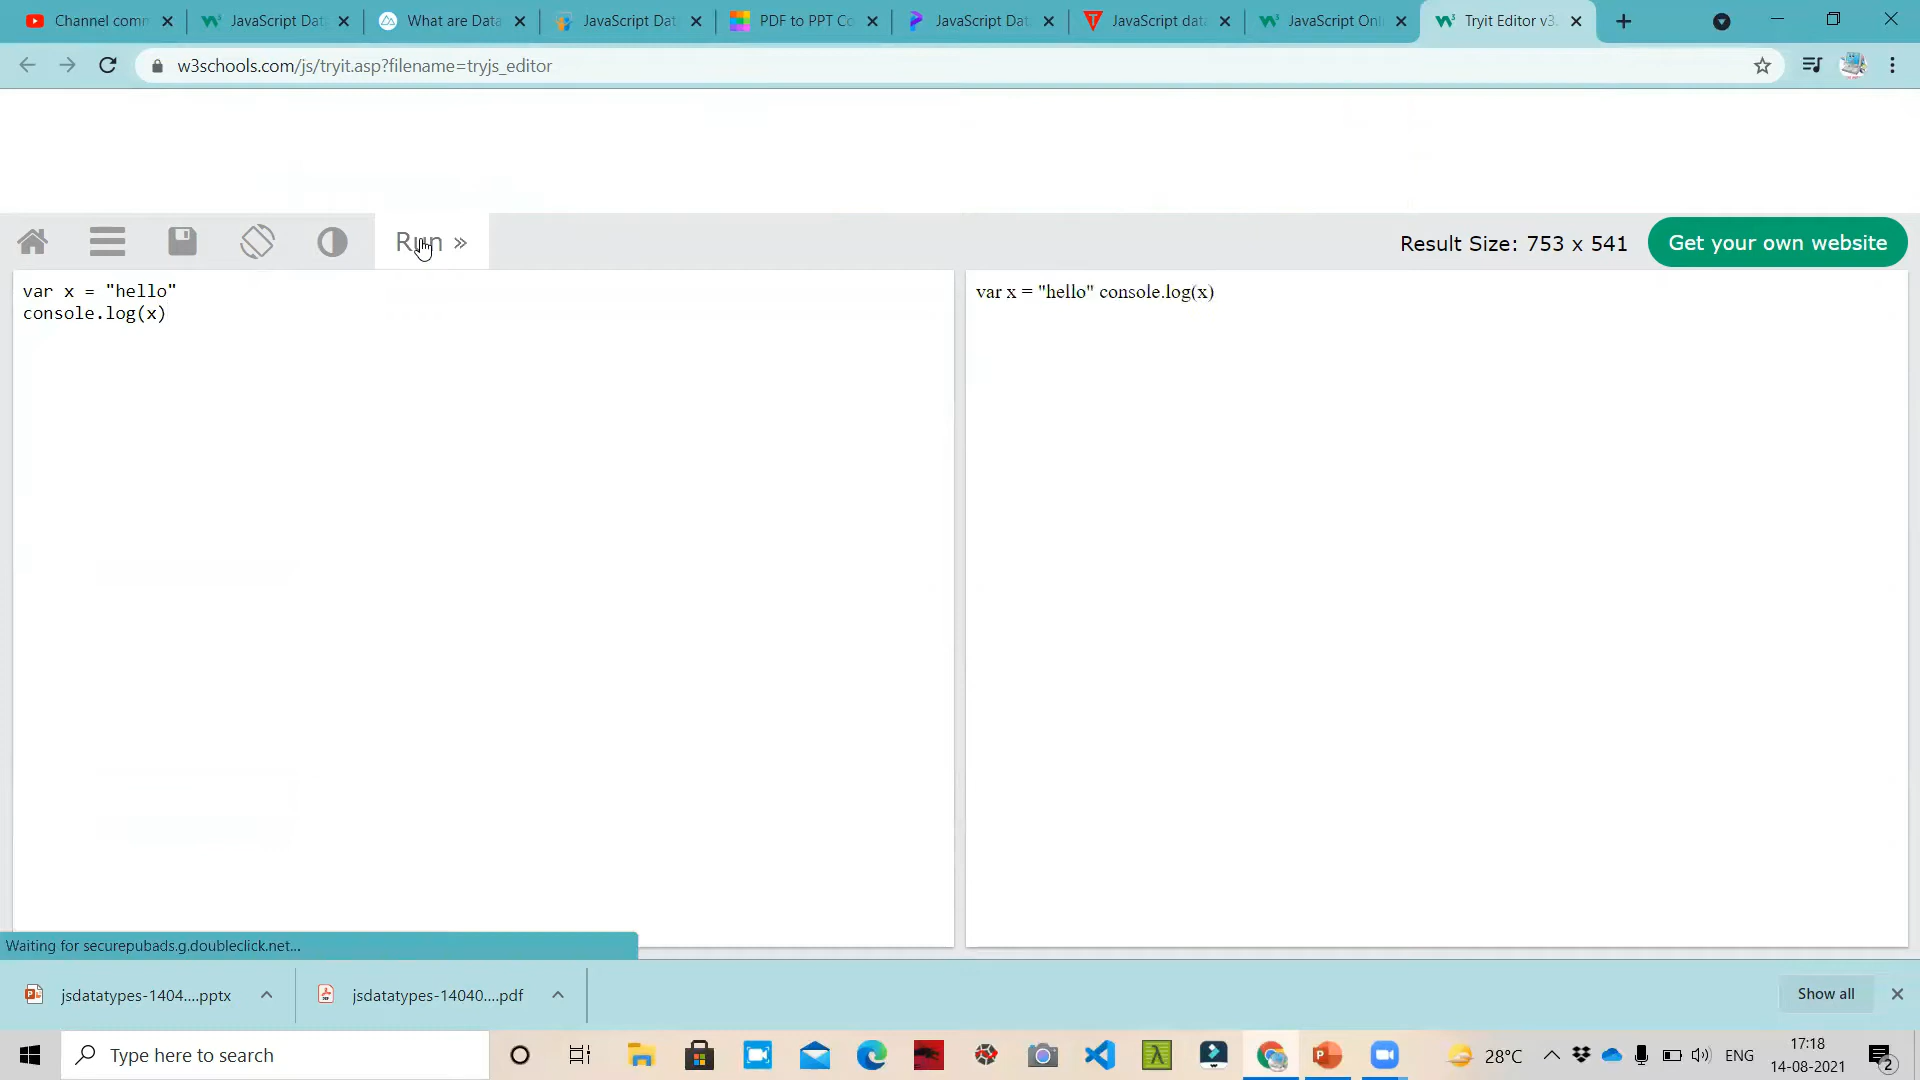 Channel comm
JavaScript Dat
What are Data
JavaScript Dat
PDF to PPT Co
JavaScript Dat
JavaScript data
JavaScript Onl
Tryit Editor v3.
w3schools.com/js/tryit.asp?filename=tryjs_editor
Run »
Result Size: 753 x 541
Get your own website
var x = "hello"
console.log(x)
var x = "hello" console.log(x)
Waiting for securepubads.g.doubleclick.net...
jsdatatypes-1404....pptx
jsdatatypes-14040....pdf
Show all
Type here to search
28°C
ENG
17:18
14-08-2021
2